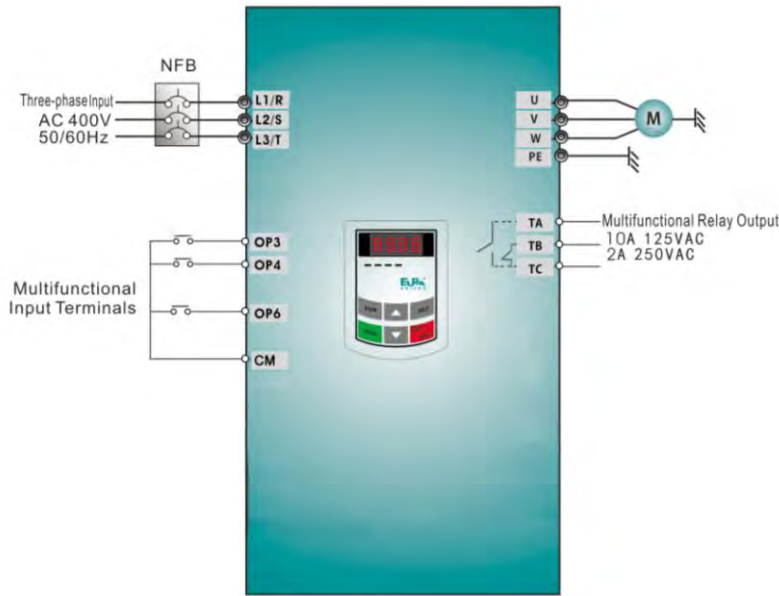 NFB
Three-phase Input
AC 400V
50/60Hz
L1/R
L2/S
L3/T
U
V
W
PE
M
Multifunctional
Input Terminals
OP3
OP4
OP6
CM
TA
TB
TC
Multifunctional Relay Output
10A 125VAC
2A 250VAC
EURA